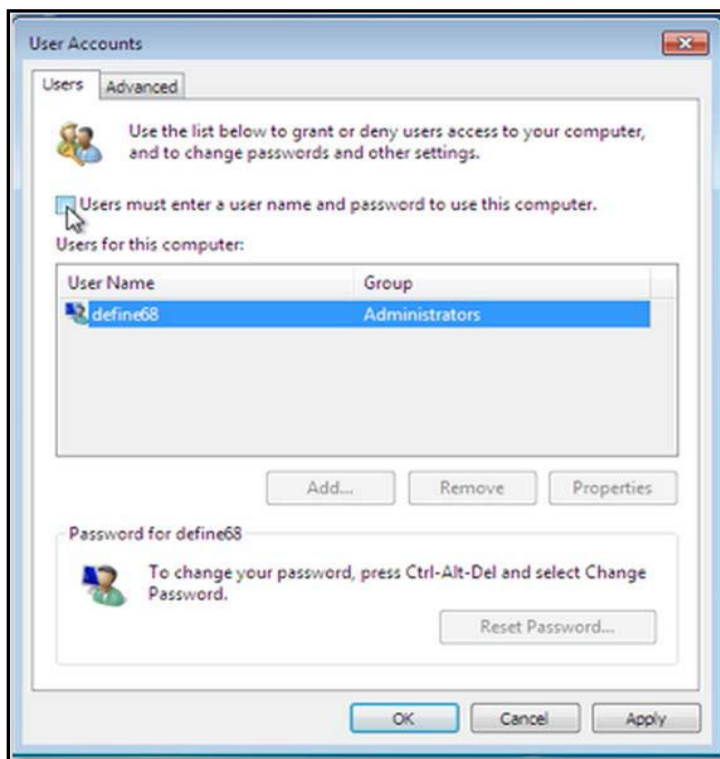 User Accounts
Users
Advanced
Use the list below to grant or deny users access to your computer,
and to change passwords and other settings.
Users must enter a user name and password to use this computer.
Users for this computer:
User Name Group
define68 Administrators
Add... Remove Properties
Password for define68
To change your password, press Ctrl-Alt-Del and select Change
Password.
Reset Password...
OK Cancel Apply